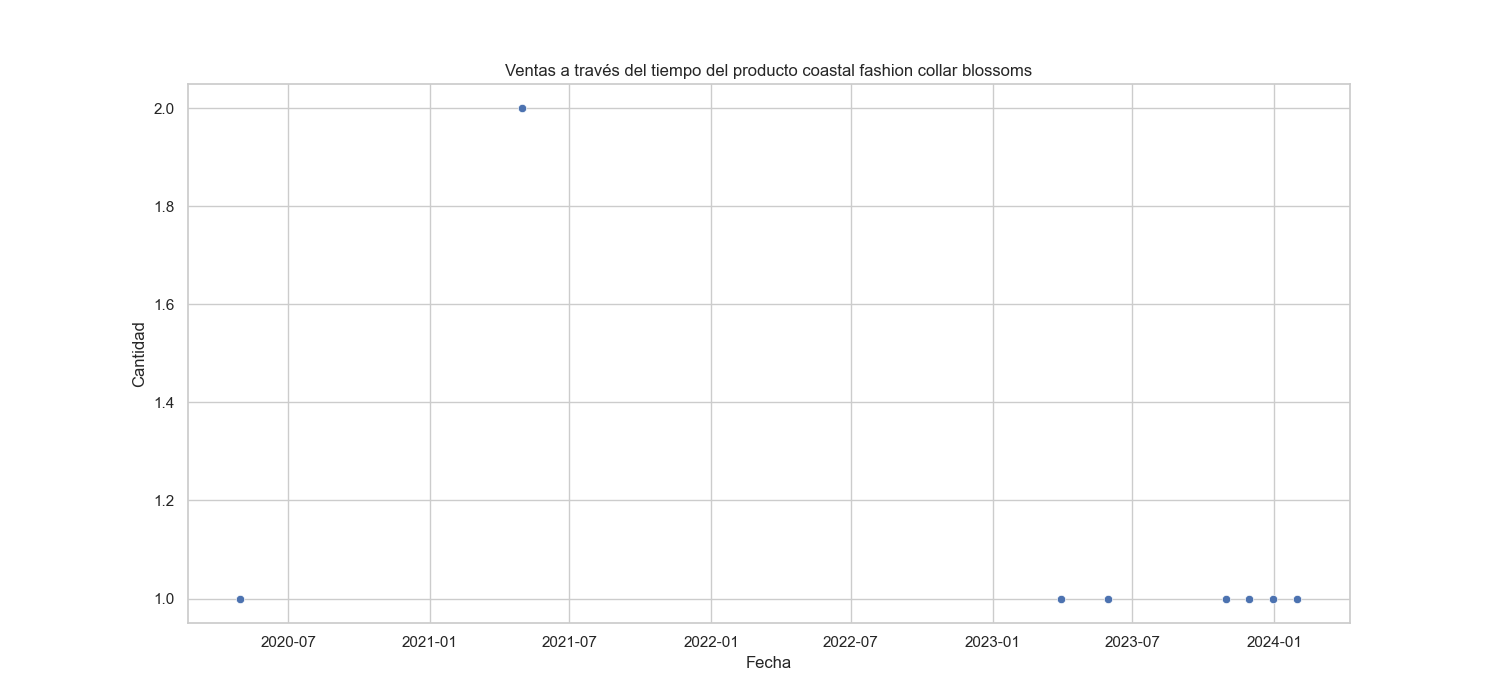 Ventas a través del tiempo del producto coastal fashion collar blossoms
2.0
1.8
1.6
1.4
1.2
1.0
Cantidad
2020-07 2021-01 2021-07 2022-01 2022-07 2023-01 2023-07 2024-01
Fecha